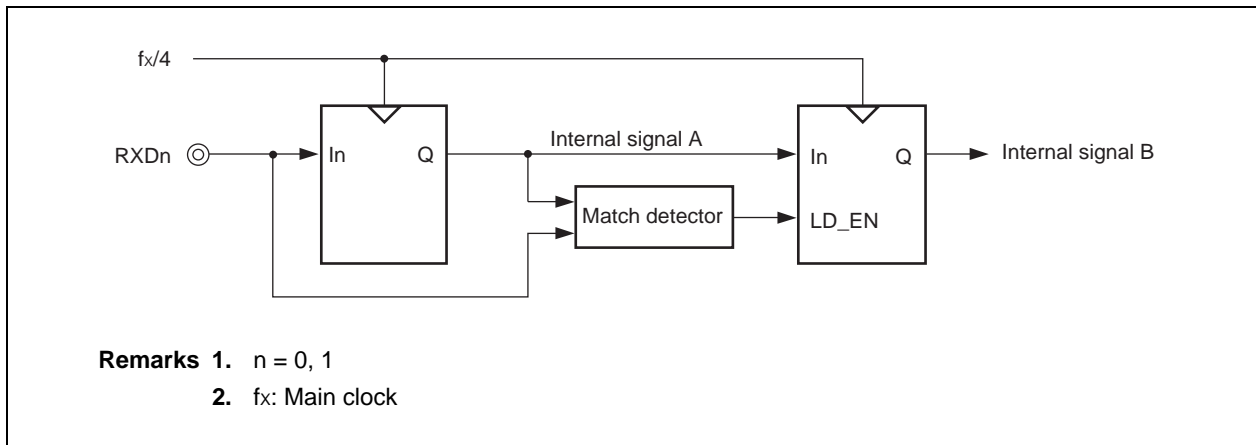 fX/4
RXDn
In
Q
Internal signal A
In
Q
Internal signal B
Match detector
LD_EN
Remarks 1. n = 0, 1
2. fX: Main clock